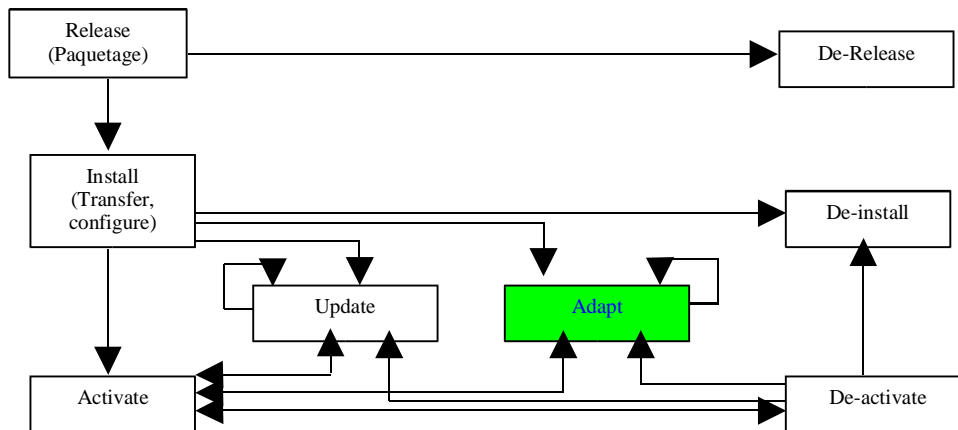 Release
(Paquetage)
De-Release
Install
(Transfer,
configure)
De-install
Update
Adapt
Activate
De-activate